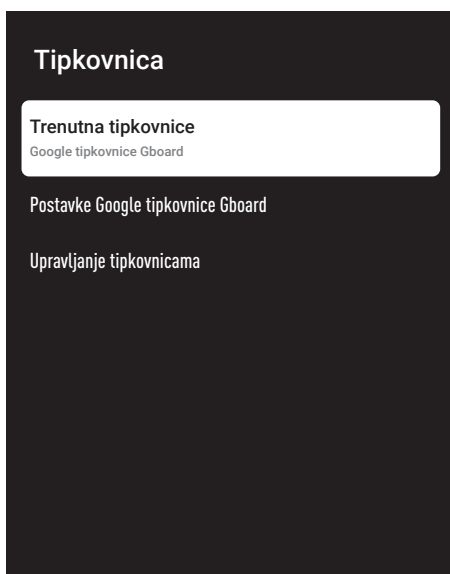 Tipkovnica
Trenutna tipkovnice
Google tipkovnice Gboard
Postavke Google tipkovnice Gboard
Upravljanje tipkovnicama